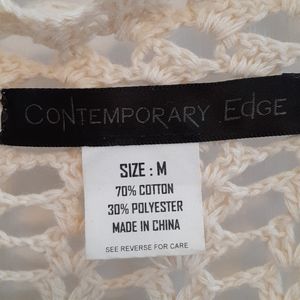 CONTEMPORARY EDGE
SIZE : M
70% COTTON
30% POLYESTER
MADE IN CHINA
SEE REVERSE FOR CARE